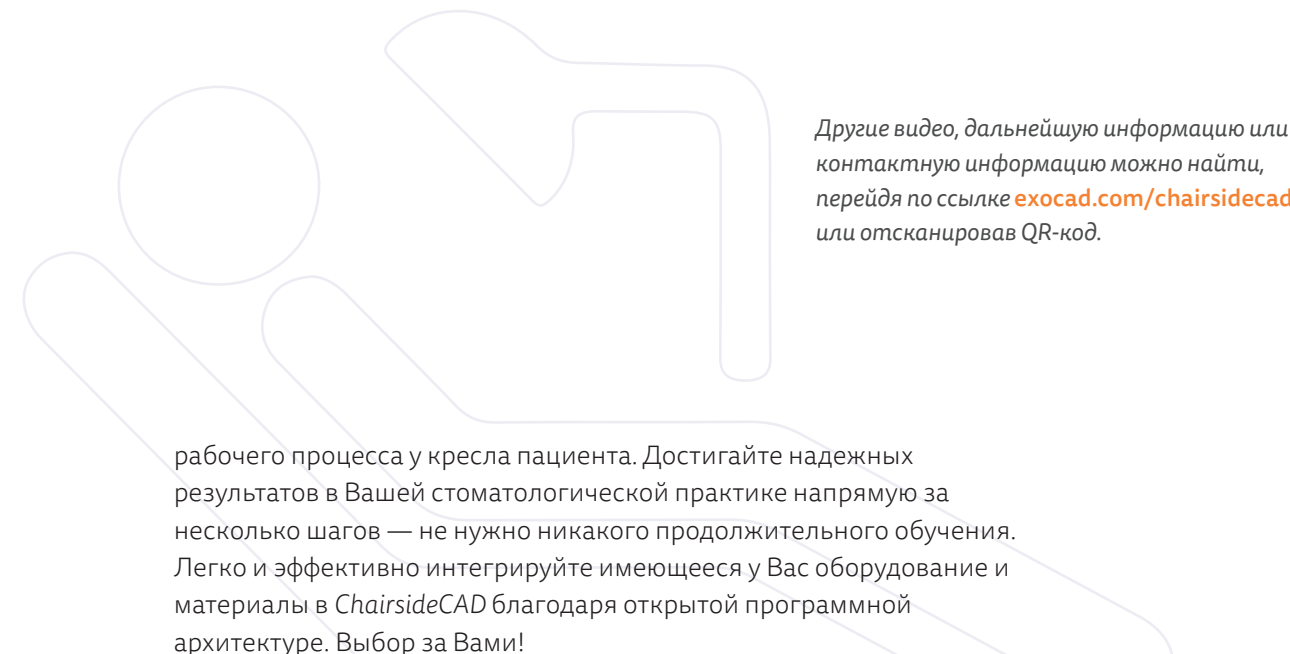 Другие видео, дальнейшую информацию или
контактную информацию можно найти,
перейдя по ссылке exocad.com/chairsidecad
или отсканировав QR-код.
рабочего процесса у кресла пациента. Достигайте надежных
результатов в Вашей стоматологической практике напрямую за
несколько шагов — не нужно никакого продолжительного обучения.
Легко и эффективно интегрируйте имеющееся у Вас оборудование и
материалы в ChairsideCAD благодаря открытой программной
архитектуре. Выбор за Вами!